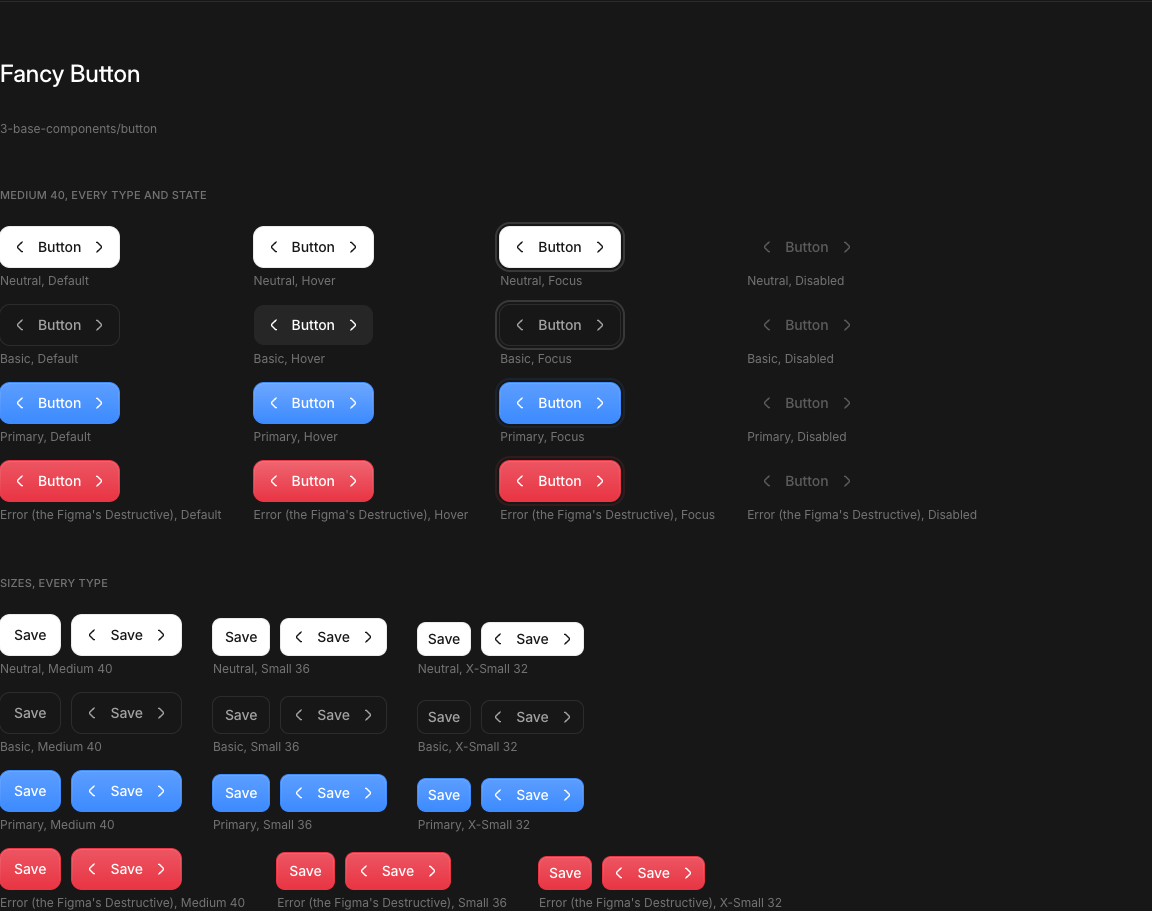 Fancy Button
3-base-components/button
MEDIUM 40, EVERY TYPE AND STATE
Button Button Button Button
Neutral, Default Neutral, Hover Neutral, Focus Neutral, Disabled
Button Button Button Button
Basic, Default Basic, Hover Basic, Focus Basic, Disabled
Button Button Button Button
Primary, Default Primary, Hover Primary, Focus Primary, Disabled
Button Button Button Button
Error (the Figma's Destructive), Default Error (the Figma's Destructive), Hover Error (the Figma's Destructive), Focus Error (the Figma's Destructive), Disabled
SIZES, EVERY TYPE
Save Save Save Save Save Save
Neutral, Medium 40 Neutral, Small 36 Neutral, X-Small 32
Save Save Save Save Save Save
Basic, Medium 40 Basic, Small 36 Basic, X-Small 32
Save Save Save Save Save Save
Primary, Medium 40 Primary, Small 36 Primary, X-Small 32
Save Save Save Save Save Save
Error (the Figma's Destructive), Medium 40 Error (the Figma's Destructive), Small 36 Error (the Figma's Destructive), X-Small 32